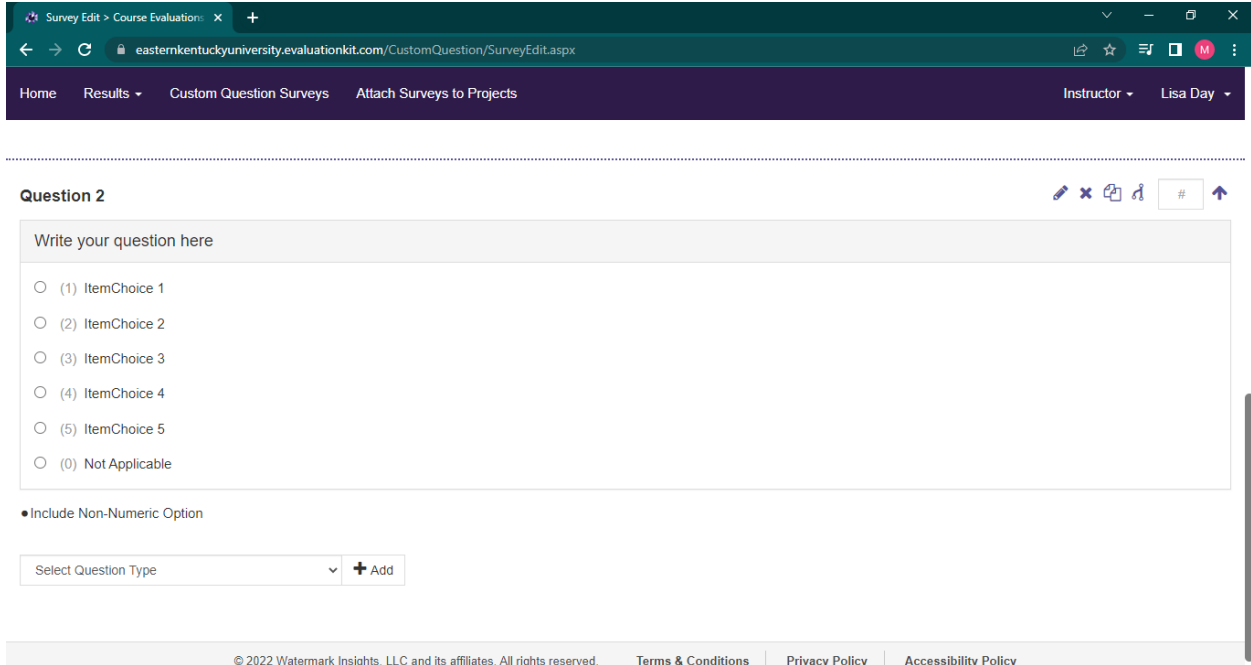 Survey Edit > Course Evaluations
easternkentuckyuniversity.evaluationkit.com/CustomQuestion/SurveyEdit.aspx
M
Home Results Custom Question Surveys Attach Surveys to Projects Instructor Lisa Day
Question 2
#
Write your question here
(1) ItemChoice 1
(2) ItemChoice 2
(3) ItemChoice 3
(4) ItemChoice 4
(5) ItemChoice 5
(0) Not Applicable
•Include Non-Numeric Option
Select Question Type + Add
© 2022 Watermark Insights, LLC and its affiliates. All rights reserved. Terms & Conditions Privacy Policy Accessibility Policy